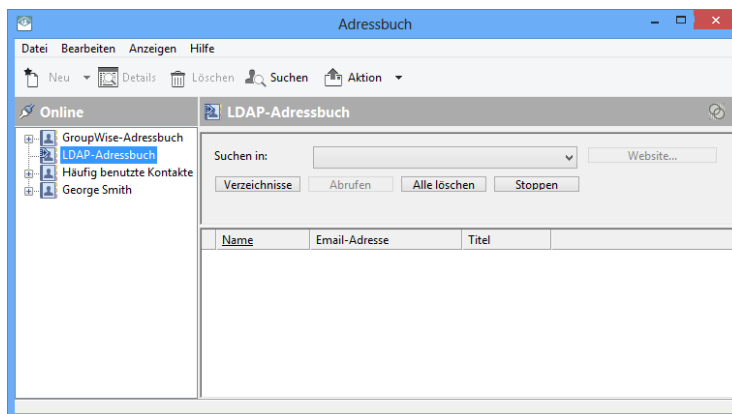 Adressbuch
Datei Bearbeiten Anzeigen Hilfe
Neu Details Löschen Suchen Aktion
Online
LDAP-Adressbuch
GroupWise-Adressbuch
LDAP-Adressbuch
Häufig benutzte Kontakte
George Smith
Suchen in: Website...
Verzeichnisse Abrufen Alle löschen Stoppen
Name Email-Adresse Titel